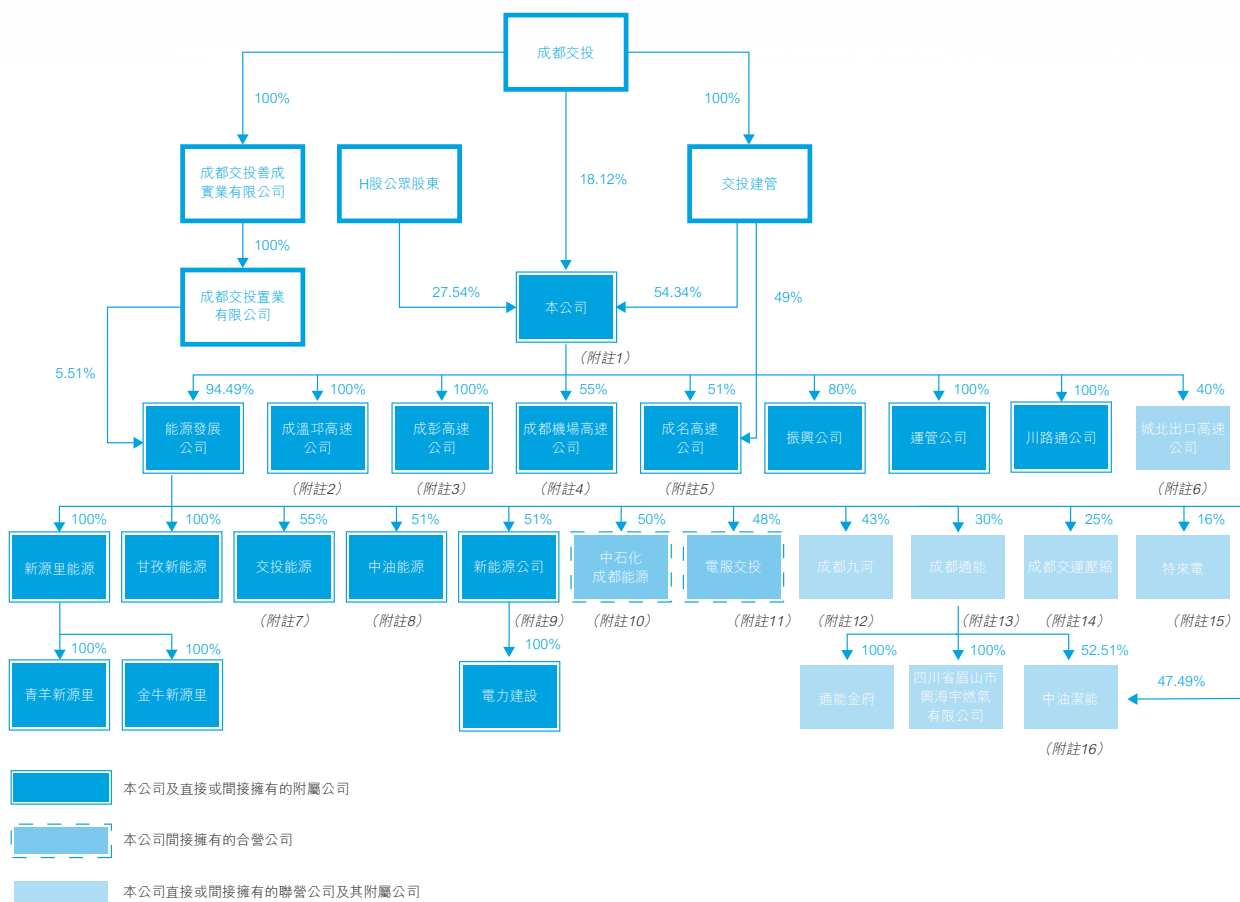 成都交投
100%
100%
成都交投善成
實業有限公司
H股公眾股東
18.12%
交投建管
100%
成都交投置業
有限公司
27.54%
本公司
54.34%
49%
（附註1）
5.51%
94.49%
100%
100%
55%
51%
80%
100%
100%
40%
能源發展
公司
成溫邛高速
公司
成彭高速
公司
成都機場高速
公司
成名高速
公司
振興公司
運管公司
川路通公司
城北出口高速
公司
（附註2）
（附註3）
（附註4）
（附註5）
（附註6）
100%
100%
55%
51%
51%
50%
48%
43%
30%
25%
16%
新源里能源
甘孜新能源
交投能源
中油能源
新能源公司
中石化
成都能源
電服交投
成都九河
成都通能
成都交運壓縮
特來電
（附註7）
（附註8）
（附註9）
（附註10）
（附註11）
（附註12）
（附註13）
（附註14）
（附註15）
100%
100%
100%
100%
100%
52.51%
青羊新源里
金牛新源里
電力建設
通能金府
四川省眉山市
興海宇燃氣
有限公司
中油潔能
47.49%
（附註16）
本公司及直接或間接擁有的附屬公司
本公司間接擁有的合營公司
本公司直接或間接擁有的聯營公司及其附屬公司